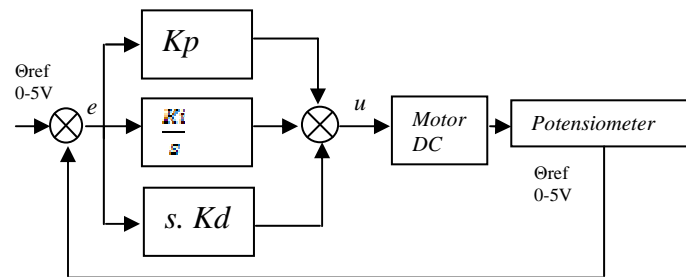 Kp
Θref
0-5V
e
Ki
s
u
Motor
DC
Potensiometer
Θref
0-5V
s. Kd